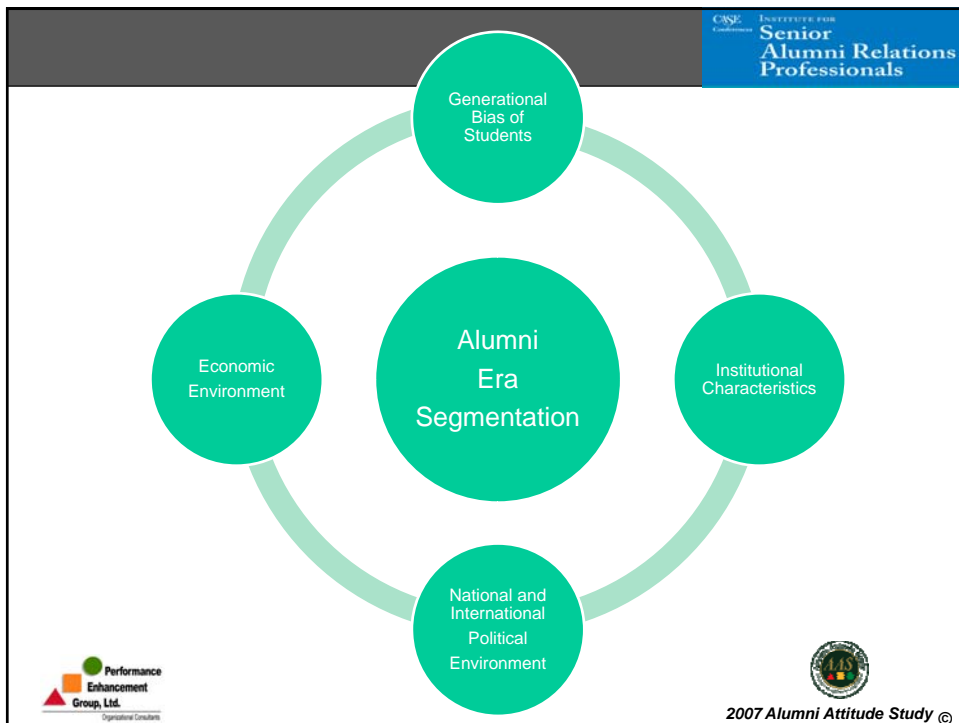 CASE
Conferences
INSTITUTE FOR
Senior
Alumni Relations
Professionals
Generational
Bias of
Students
Economic
Environment
Alumni
Era
Segmentation
Institutional
Characteristics
National and
International
Political
Environment
Performance
Enhancement
Group, Ltd.
Organizational Consultants
AAS
2007 Alumni Attitude Study ©